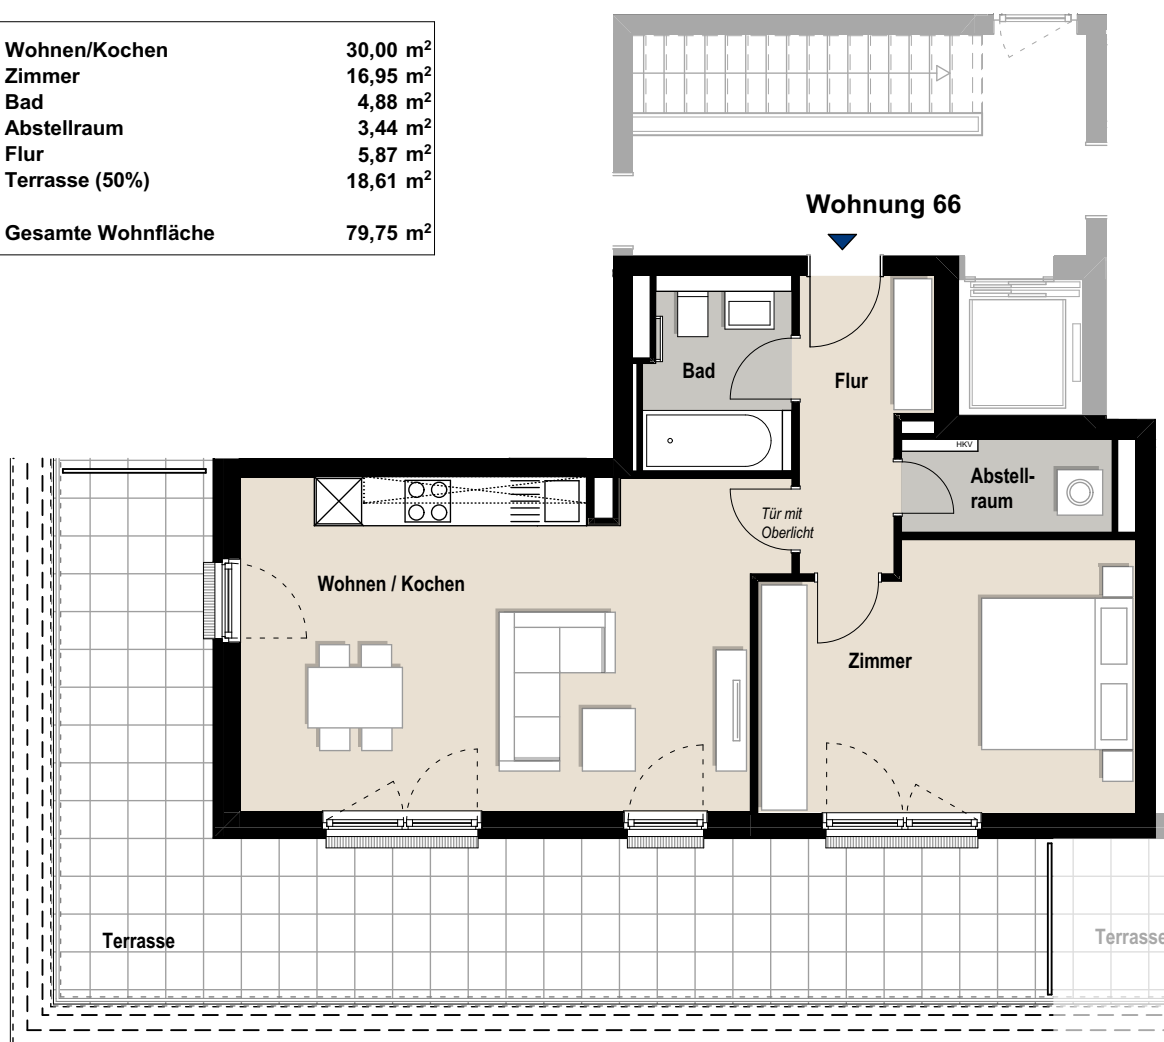 Wohnen/Kochen 30,00 m²
Zimmer 16,95 m²
Bad 4,88 m²
Abstellraum 3,44 m²
Flur 5,87 m²
Terrasse (50%) 18,61 m²
Gesamte Wohnfläche 79,75 m²
Wohnung 66
Bad
Flur
HKV
Abstell-
raum
Tür mit
Oberlicht
Wohnen / Kochen
Zimmer
Terrasse
Terrasse